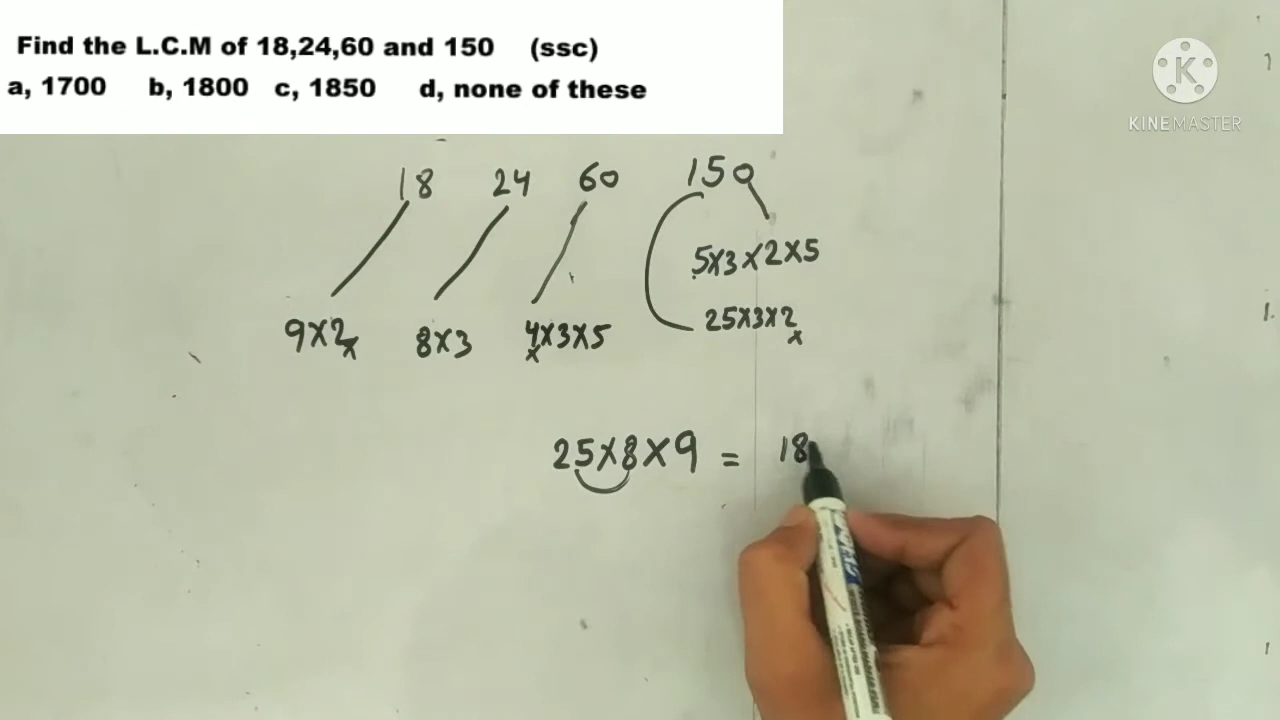 Find the L.C.M of 18,24,60 and 150 (ssc)
a, 1700 b, 1800 c, 1850 d, none of these
KINEMASTER
18 24 60 150
5x3x2x5
25x3x2
9x2 8x3 4x3x5
25x8x9 = 18